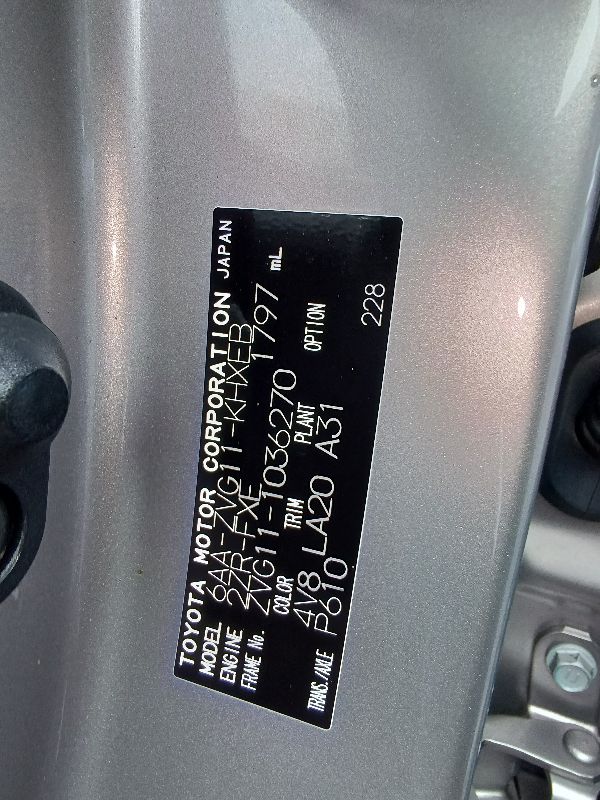 TOYOTA MOTOR CORPORATION JAPAN
MODEL 6AA-ZVG11-KHXEB
ENGINE 2ZR-FXE 1797 mL
FRAME No. ZVG11-1036270
COLOR TRIM PLANT OPTION
4V8 LA20 A31
TRANS./AXLE P610 228